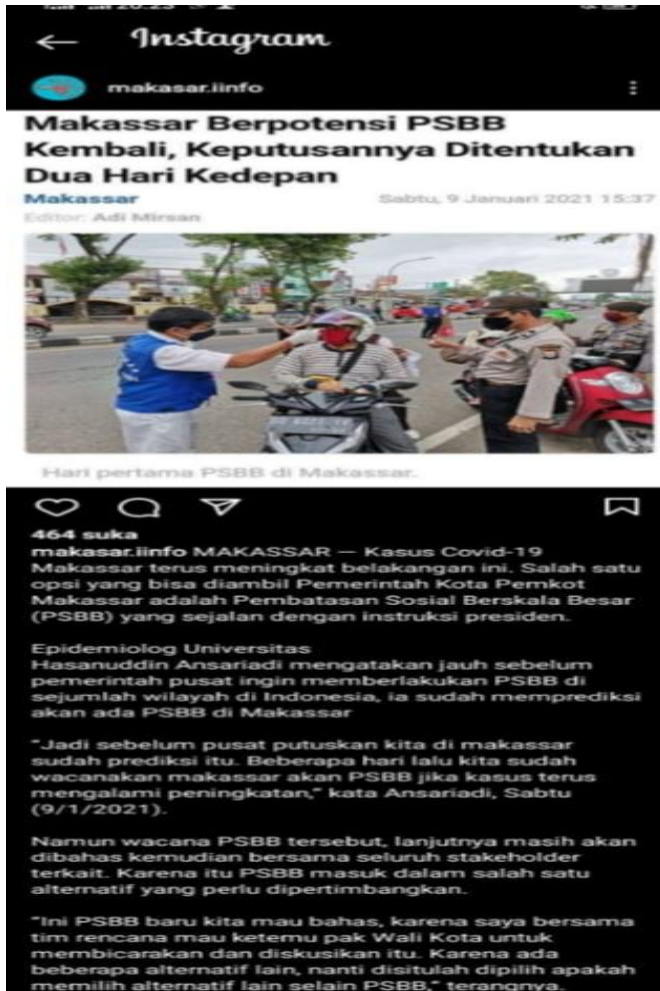 Instagram
makasar.iinfo
Makassar Berpotensi PSBB
Kembali, Keputusannya Ditentukan
Dua Hari Kedepan
Makassar
Sabtu, 9 Januari 2021 15:37
Editor: Adi Mirsan
Hari pertama PSBB di Makassar.
464 suka
makasar.iinfo MAKASSAR — Kasus Covid-19
Makassar terus meningkat belakangan ini. Salah satu
opsi yang bisa diambil Pemerintah Kota Pemkot
Makassar adalah Pembatasan Sosial Berskala Besar
(PSBB) yang sejalan dengan instruksi presiden.
Epidemiolog Universitas
Hasanuddin Ansariadi mengatakan jauh sebelum
pemerintah pusat ingin memberlakukan PSBB di
sejumlah wilayah di Indonesia, ia sudah memprediksi
akan ada PSBB di Makassar
"Jadi sebelum pusat putuskan kita di makassar
sudah prediksi itu. Beberapa hari lalu kita sudah
wacanakan makassar akan PSBB jika kasus terus
mengalami peningkatan," kata Ansariadi, Sabtu
(9/1/2021).
Namun wacana PSBB tersebut, lanjutnya masih akan
dibahas kemudian bersama seluruh stakeholder
terkait. Karena itu PSBB masuk dalam salah satu
alternatif yang perlu dipertimbangkan.
"Ini PSBB baru kita mau bahas, karena saya bersama
tim rencana mau ketemu pak Wali Kota untuk
membicarakan dan diskusikan itu. Karena ada
beberapa alternatif lain, nanti disitulah dipilih apakah
memilih alternatif lain selain PSBB," terangnya.